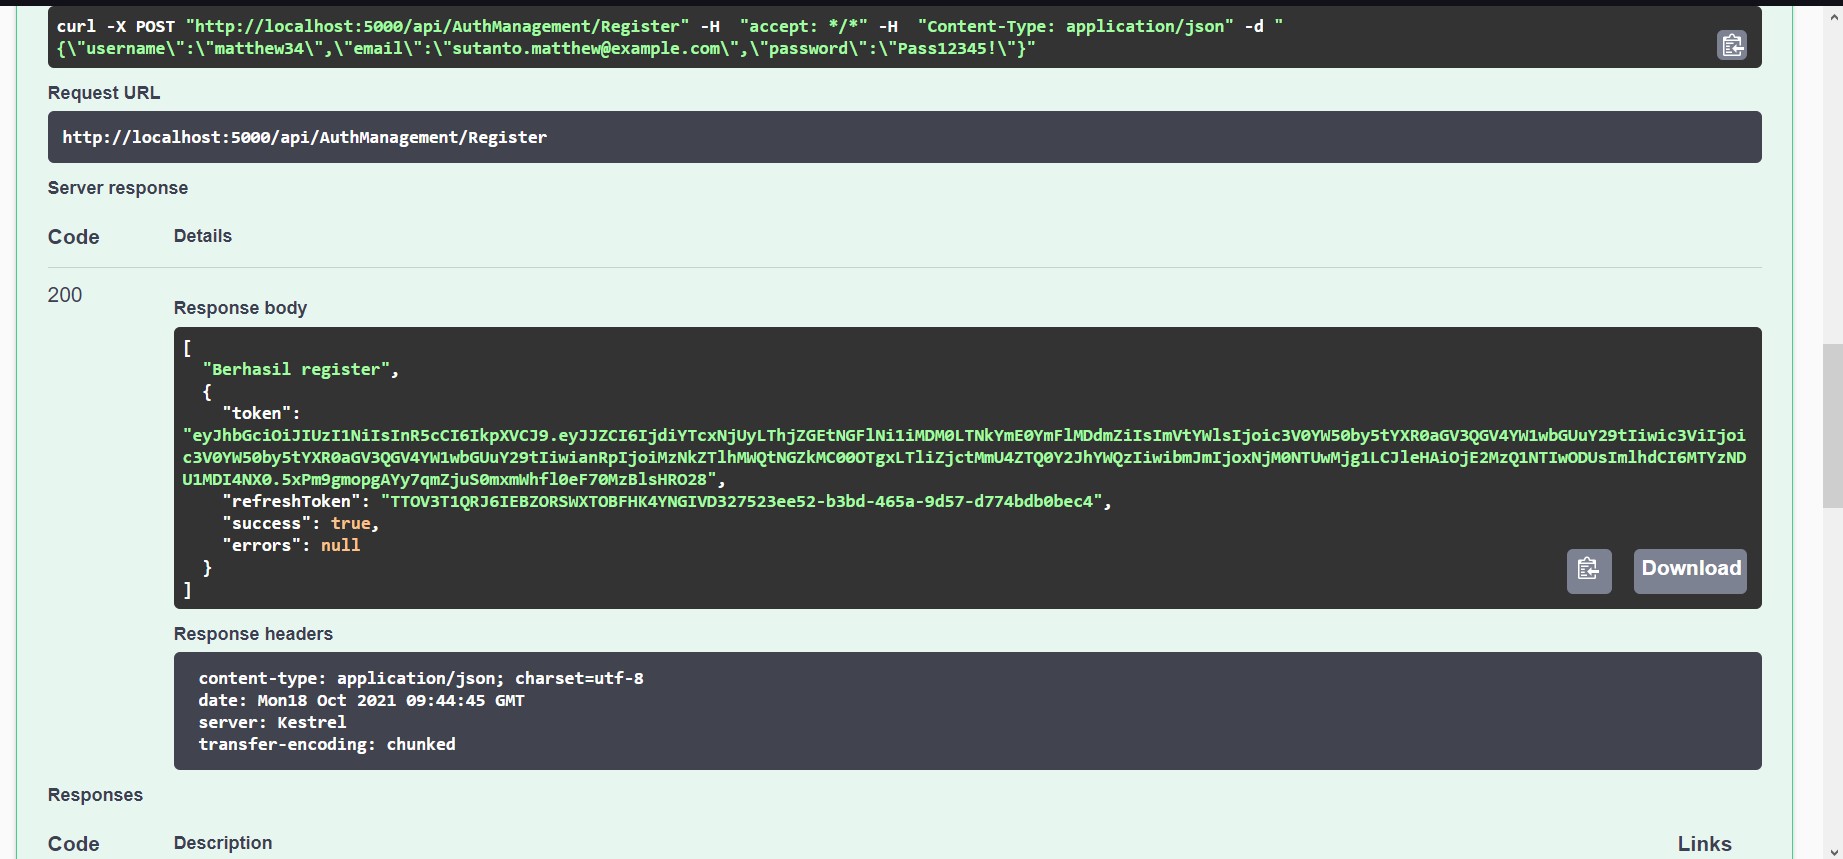 curl -X POST "http://localhost:5000/api/AuthManagement/Register" -H  "accept: */*" -H  "Content-Type: application/json" -d "
{\"username\":\"matthew34\",\"email\":\"sutanto.matthew@example.com\",\"password\":\"Pass12345!\"}"
Request URL
http://localhost:5000/api/AuthManagement/Register
Server response
Code Details
200
Response body
[
"Berhasil register",
{
"token":
"eyJhbGciOiJIUzI1NiIsInR5cCI6IkpXVCJ9.eyJJZCI6IjdiYTcxNjUyLThjZGEtNGFlNi1iMDM0LTNkYmE0YmFlMDdmZiIsImVtYWlsIjoic3V0YW50by5tYXR0aGV3QGV4YW1wbGUuY29tIiwic3ViIjoi
c3V0YW50by5tYXR0aGV3QGV4YW1wbGUuY29tIiwianRpIjoiMzNkZTlhMWQtNGZkMC00OTgxLTliZjctMmU4ZTQ0Y2JhYWQzIiwibmJmIjoxNjM0NTUwMjg1LCJleHAiOjE2MzQ1NTIwODUsImlhdCI6MTYzND
U1MDI4NX0.5xPm9gmopgAYy7qmZjuS0mxmWhfl0eF70MzBlsHRO28",
"refreshToken": "TTOV3T1QRJ6IEBZORSWXTOBFHK4YNGIVD327523ee52-b3bd-465a-9d57-d774bdb0bec4",
"success": true,
"errors": null
}
]
Download
Response headers
content-type: application/json; charset=utf-8
date: Mon18 Oct 2021 09:44:45 GMT
server: Kestrel
transfer-encoding: chunked
Responses
Code Description Links